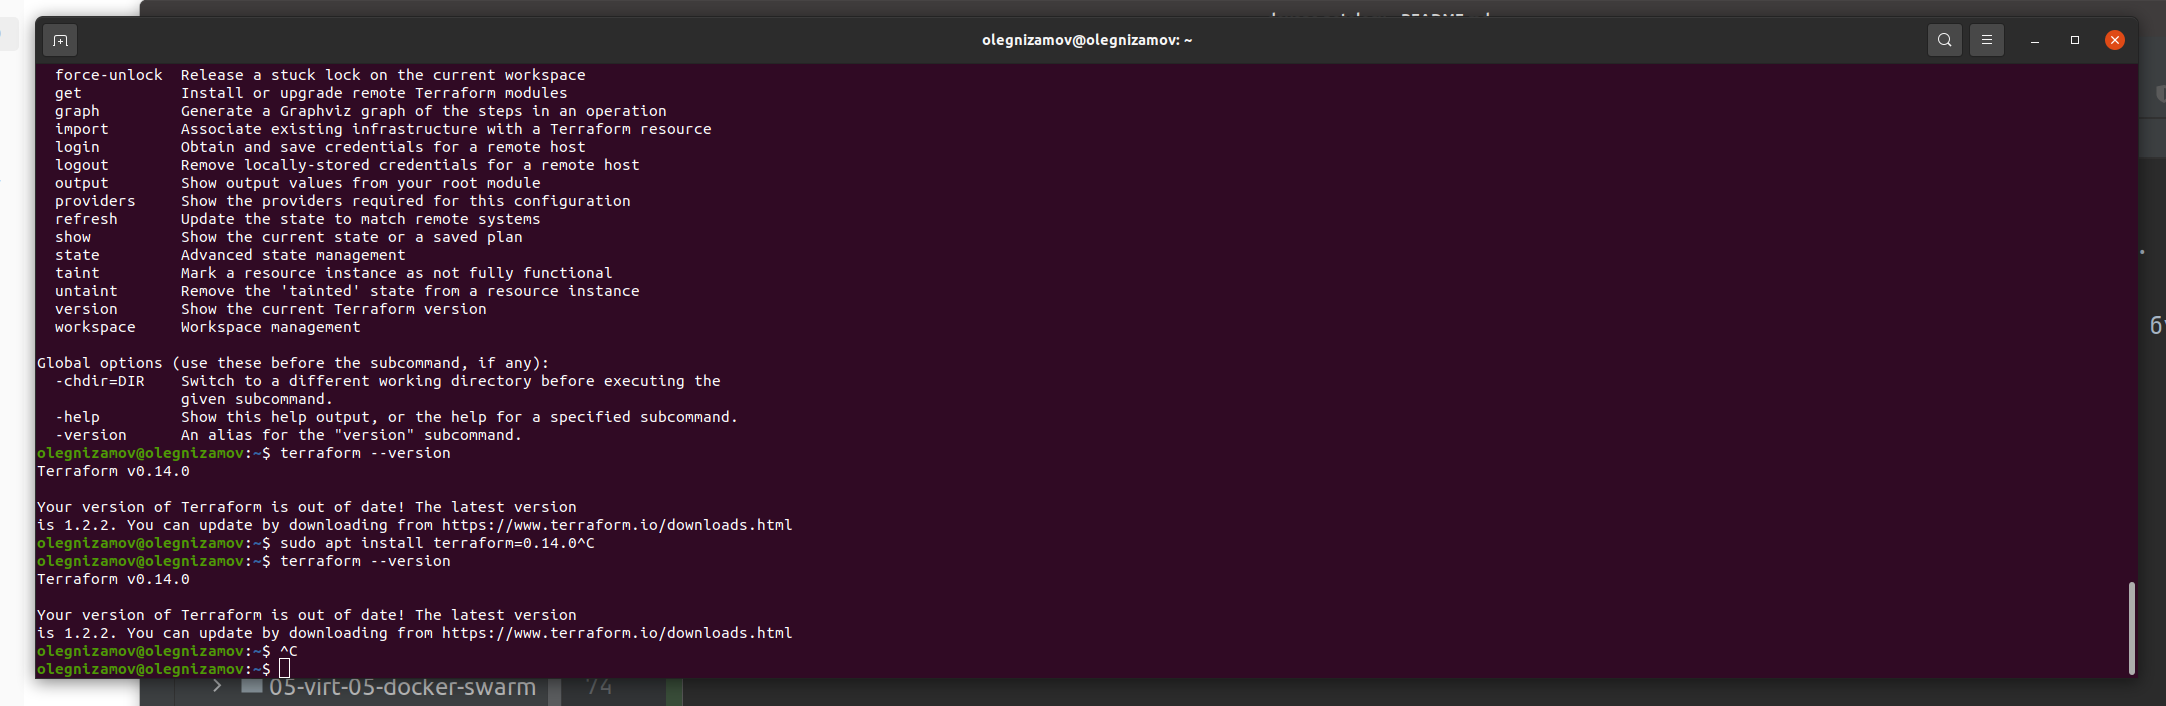 olegnizamov@olegnizamov: ~
force-unlock  Release a stuck lock on the current workspace
get           Install or upgrade remote Terraform modules
graph         Generate a Graphviz graph of the steps in an operation
import        Associate existing infrastructure with a Terraform resource
login         Obtain and save credentials for a remote host
logout        Remove locally-stored credentials for a remote host
output        Show output values from your root module
providers     Show the providers required for this configuration
refresh       Update the state to match remote systems
show          Show the current state or a saved plan
state         Advanced state management
taint         Mark a resource instance as not fully functional
untaint       Remove the 'tainted' state from a resource instance
version       Show the current Terraform version
workspace     Workspace management
Global options (use these before the subcommand, if any):
-chdir=DIR    Switch to a different working directory before executing the
given subcommand.
-help         Show this help output, or the help for a specified subcommand.
-version      An alias for the "version" subcommand.
olegnizamov@olegnizamov:~$ terraform --version
Terraform v0.14.0
Your version of Terraform is out of date! The latest version
is 1.2.2. You can update by downloading from https://www.terraform.io/downloads.html
olegnizamov@olegnizamov:~$ sudo apt install terraform=0.14.0^C
olegnizamov@olegnizamov:~$ terraform --version
Terraform v0.14.0
Your version of Terraform is out of date! The latest version
is 1.2.2. You can update by downloading from https://www.terraform.io/downloads.html
olegnizamov@olegnizamov:~$ ^C
olegnizamov@olegnizamov:~$
05-virt-05-docker-swarm 74